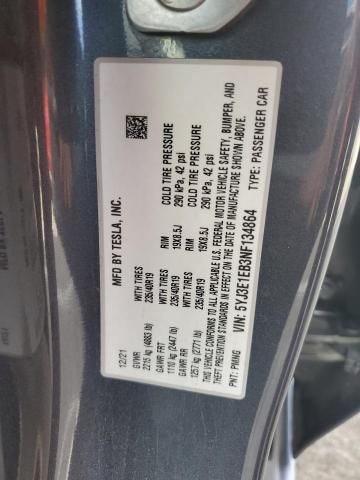 MFD BY TESLA, INC.
12/21
GVWR
2215 kg (4883 lb)
WITH TIRES
235/40R19
RIM
19X8.5J
COLD TIRE PRESSURE
290 kPa, 42 psi
GAWR FRT
1110 kg (2447 lb)
WITH TIRES
235/40R19
RIM
19X8.5J
COLD TIRE PRESSURE
290 kPa, 42 psi
GAWR RR
1257 kg (2771 lb)
THIS VEHICLE CONFORMS TO ALL APPLICABLE U.S. FEDERAL MOTOR VEHICLE SAFETY, BUMPER, AND
THEFT PREVENTION STANDARDS IN EFFECT ON THE DATE OF MANUFACTURE SHOWN ABOVE.
VIN: 5YJ3E1EB3NF134864
TYPE: PASSENGER CAR
PNT: PMNG